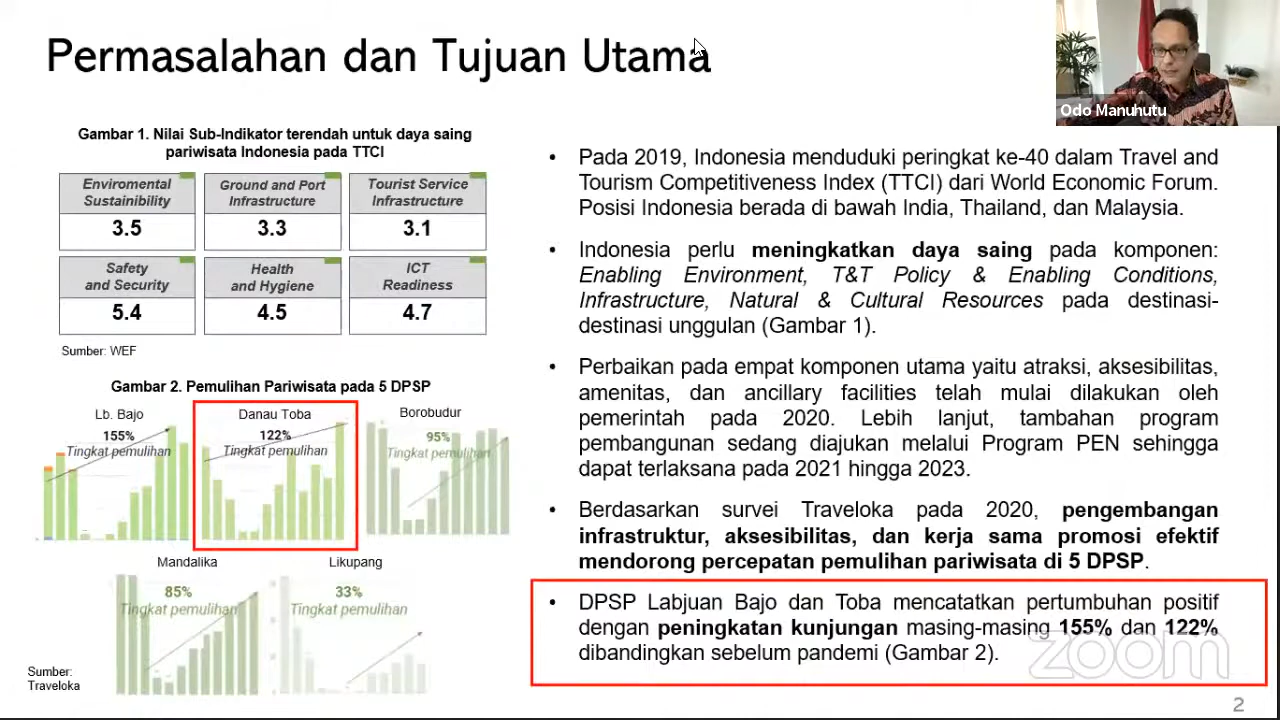 Permasalahan dan Tujuan Utama
Odo Manuhutu
Gambar 1. Nilai Sub-Indikator terendah untuk daya saing
pariwisata Indonesia pada TTCI
Enviromental
Sustainibility
3.5
Ground and Port
Infrastructure
3.3
Tourist Service
Infrastructure
3.1
Safety
and Security
5.4
Health
and Hygiene
4.5
ICT
Readiness
4.7
Sumber: WEF
Gambar 2. Pemulihan Pariwisata pada 5 DPSP
Lb. Bajo
155%
Tingkat pemulihan
Danau Toba
122%
Tingkat pemulihan
Borobudur
95%
Tingkat pemulihan
Mandalika
85%
Tingkat pemulihan
Likupang
33%
Tingkat pemulihan
Sumber:
Traveloka
• Pada 2019, Indonesia menduduki peringkat ke-40 dalam Travel and
Tourism Competitiveness Index (TTCI) dari World Economic Forum.
Posisi Indonesia berada di bawah India, Thailand, dan Malaysia.
• Indonesia perlu meningkatkan daya saing pada komponen:
Enabling Environment, T&T Policy & Enabling Conditions,
Infrastructure, Natural & Cultural Resources pada destinasi-
destinasi unggulan (Gambar 1).
• Perbaikan pada empat komponen utama yaitu atraksi, aksesibilitas,
amenitas, dan ancillary facilities telah mulai dilakukan oleh
pemerintah pada 2020. Lebih lanjut, tambahan program
pembangunan sedang diajukan melalui Program PEN sehingga
dapat terlaksana pada 2021 hingga 2023.
• Berdasarkan survei Traveloka pada 2020, pengembangan
infrastruktur, aksesibilitas, dan kerja sama promosi efektif
mendorong percepatan pemulihan pariwisata di 5 DPSP.
• DPSP Labjuan Bajo dan Toba mencatatkan pertumbuhan positif
dengan peningkatan kunjungan masing-masing 155% dan 122%
dibandingkan sebelum pandemi (Gambar 2).
zoom
2